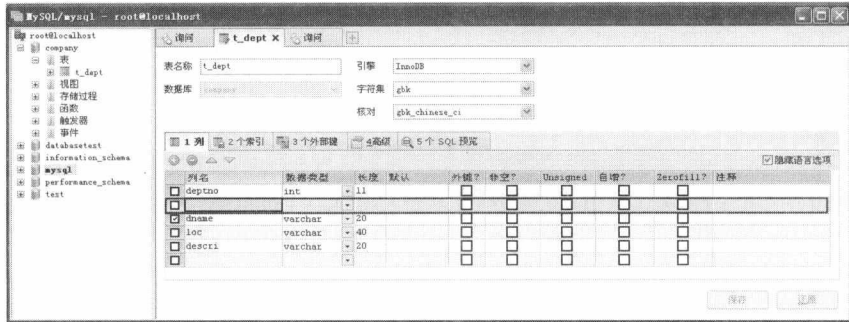 MySQL/mysql - root@localhost
root@localhost
company
表
t_dept
视图
存储过程
函数
触发器
事件
databasetest
information_schema
mysql
performance_schema
test
询问 t_dept X 询问
表名称 t_dept 引擎 InnoDB
数据库 company 字符集 gbk
核对 gbk_chinese_ci
1 列 2 个索引 3 个外部键 4高级 5 个 SQL 预览
隐藏语言选项
列名 数据类型 长度 默认 外键? 非空? Unsigned 自增? Zerofill? 注释
deptno int 11
dname varchar 20
loc varchar 40
descri varchar 20
保存 还原